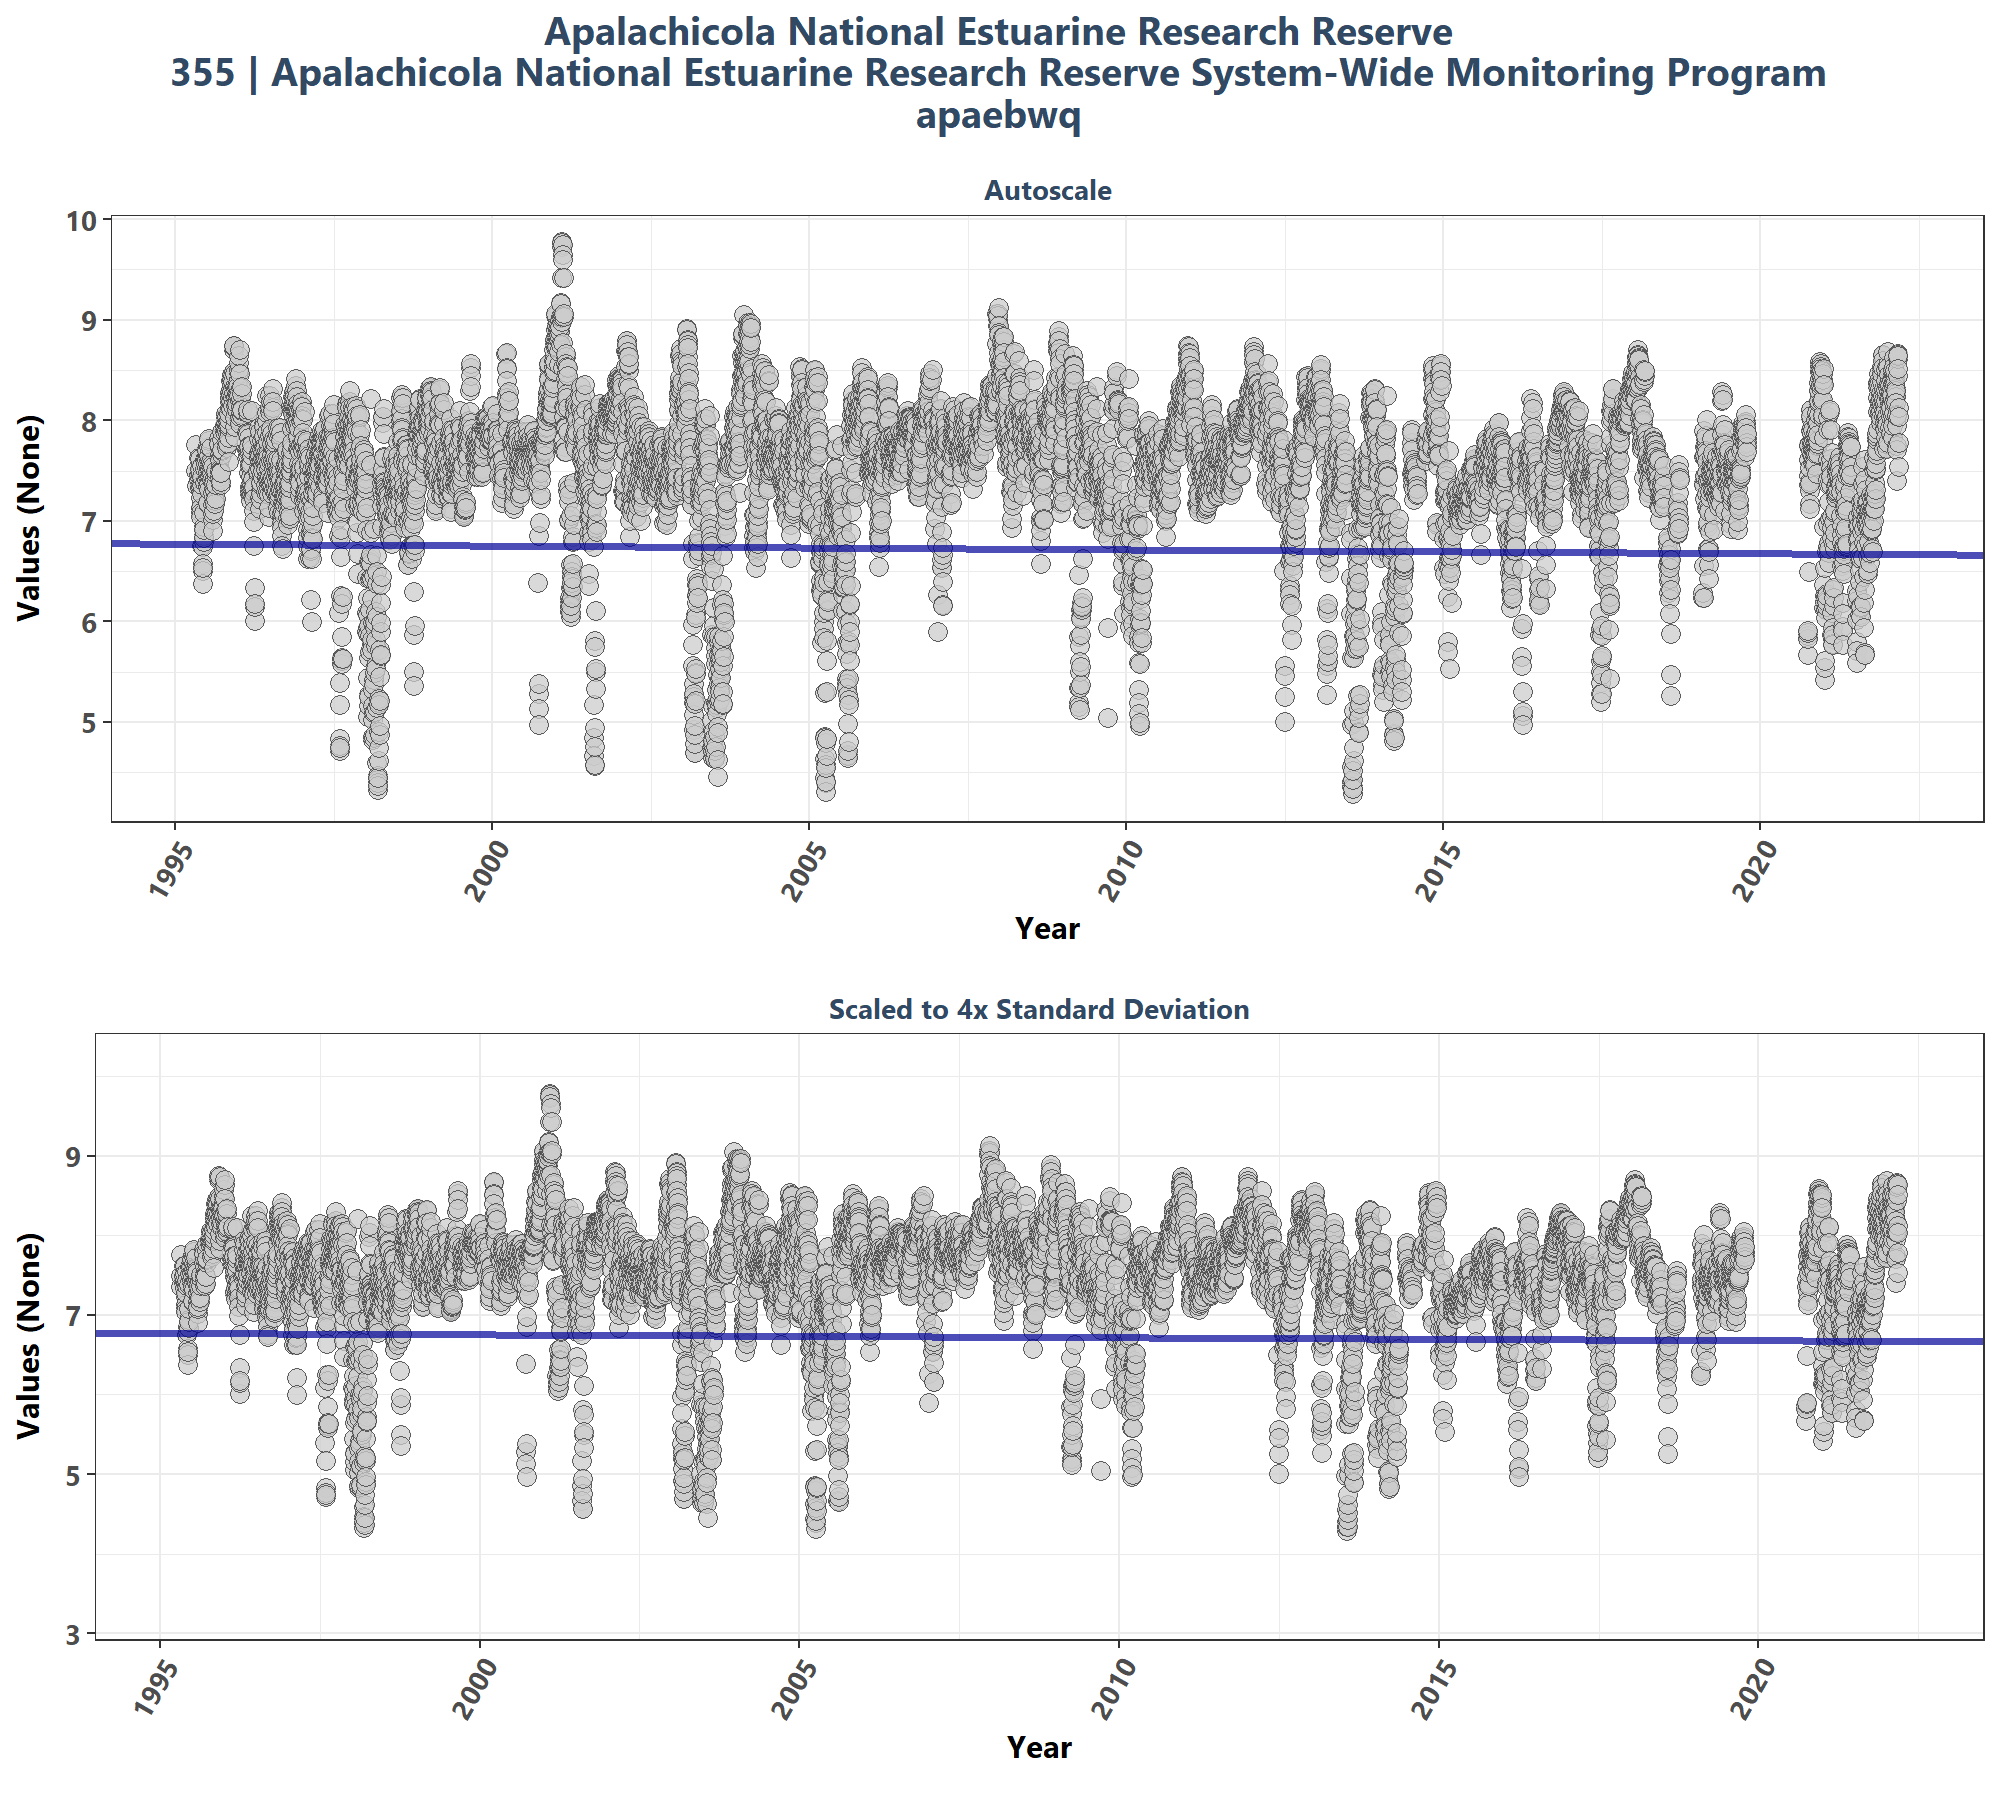 Apalachicola National Estuarine Research Reserve
355 | Apalachicola National Estuarine Research Reserve System-Wide Monitoring Program
apaebwq
Autoscale
10
9
8
7
6
5
Values (None)
1995
2000
2005
2010
2015
2020
Year
Scaled to 4x Standard Deviation
9
7
5
3
Values (None)
1995
2000
2005
2010
2015
2020
Year